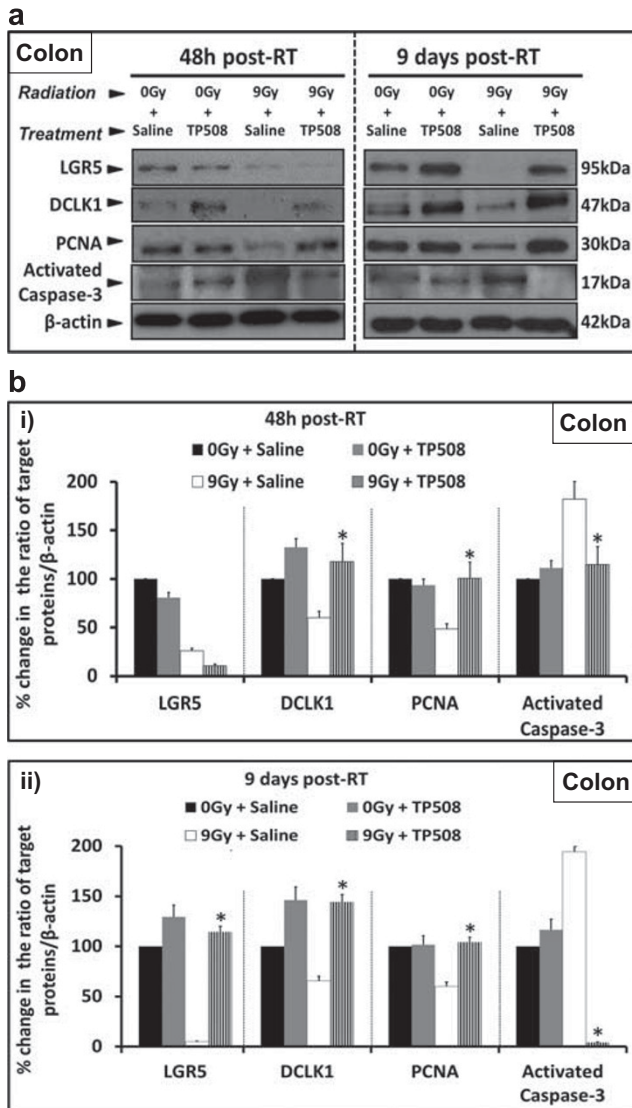 a
Colon
48h post-RT
9 days post-RT
Radiation
0Gy 0Gy 9Gy 9Gy 0Gy 0Gy 9Gy 9Gy
+ + + + + + + +
Treatment
Saline TP508 Saline TP508 Saline TP508 Saline TP508
LGR5
95kDa
DCLK1
47kDa
PCNA
30kDa
Activated
Caspase-3
17kDa
β-actin
42kDa
b
i)
48h post-RT
Colon
0Gy + Saline
0Gy + TP508
9Gy + Saline
9Gy + TP508
% change in the ratio of target
proteins/β-actin
200
150
100
50
0
*
*
*
LGR5
DCLK1
PCNA
Activated
Caspase-3
ii)
9 days post-RT
Colon
0Gy + Saline
0Gy + TP508
9Gy + Saline
9Gy + TP508
% change in the ratio of target
proteins/β-actin
200
150
100
50
0
*
*
*
*
LGR5
DCLK1
PCNA
Activated
Caspase-3